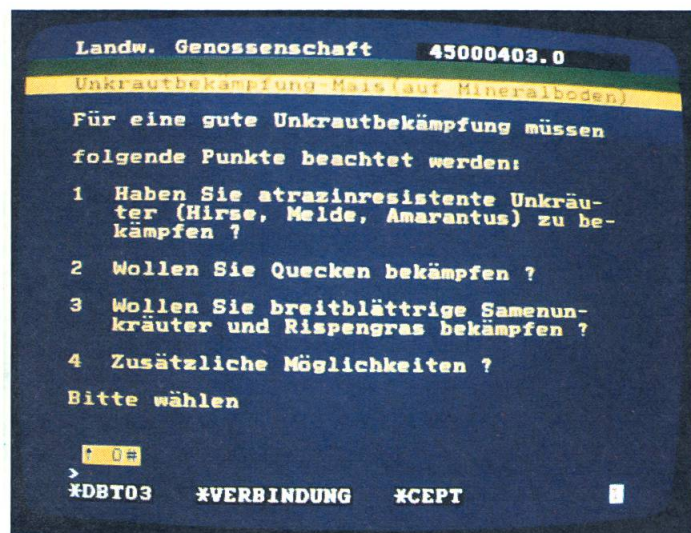 Landw. Genossenschaft 45000403.0
Unkrautbekämpfung-Mais(auf Mineralboden)
Für eine gute Unkrautbekämpfung müssen
folgende Punkte beachtet werden:
1 Haben Sie atrazinresistente Unkräu-
ter (Hirse, Melde, Amarantus) zu be-
kämpfen ?
2 Wollen Sie Quecken bekämpfen ?
3 Wollen Sie breitblättrige Samenun-
kräuter und Rispengras bekämpfen ?
4 Zusätzliche Möglichkeiten ?
Bitte wählen
↑ 0#
>
*DBT03 *VERBINDUNG *CEPT